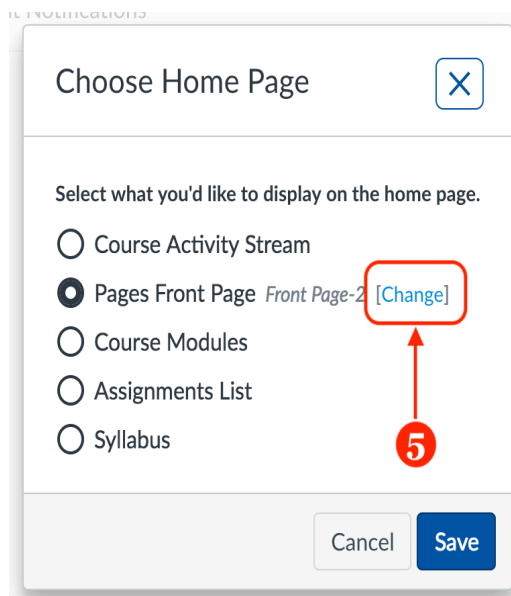 Notifications
Choose Home Page
Select what you'd like to display on the home page.
Course Activity Stream
Pages Front Page Front Page-2 [Change]
Course Modules
Assignments List
5
Syllabus
Cancel Save